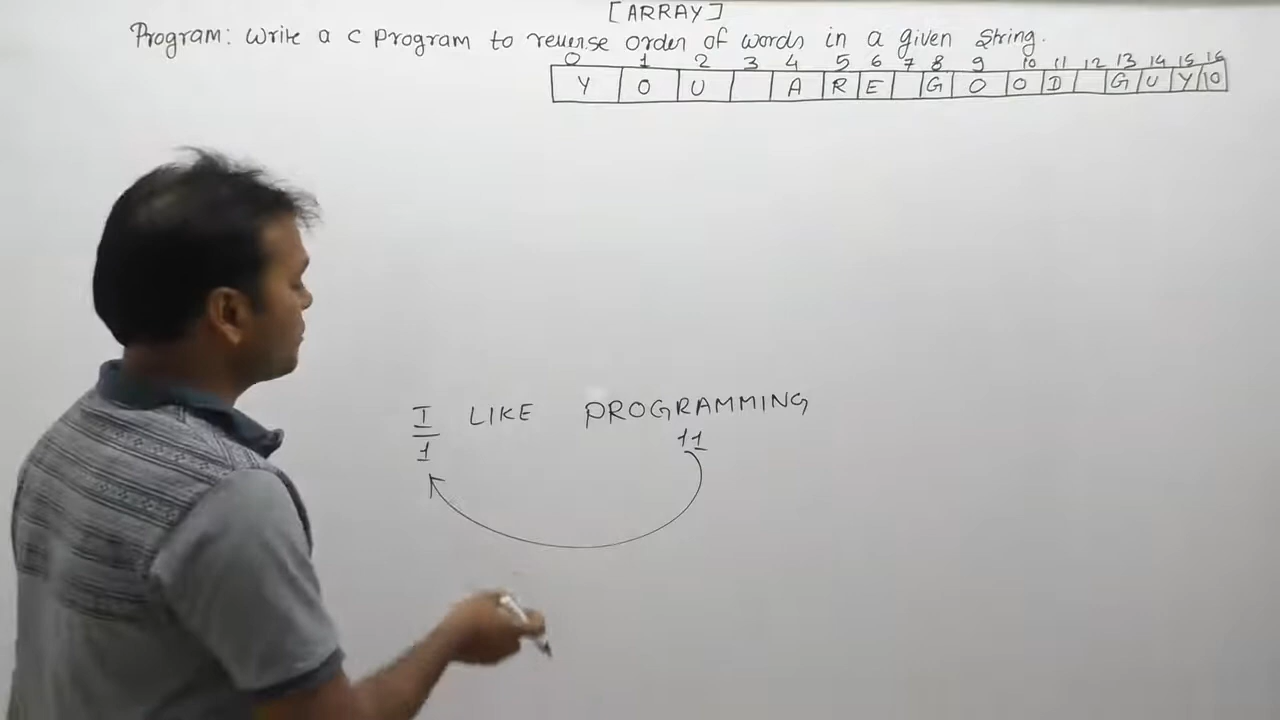 [ARRAY]
Program: Write a c program to reverse order of words in a given string.
0 1 2 3 4 5 6 7 8 9 10 11 12 13 14 15 16
Y O U A R E G O O D G U Y \0
I LIKE PROGRAMMING
1 11